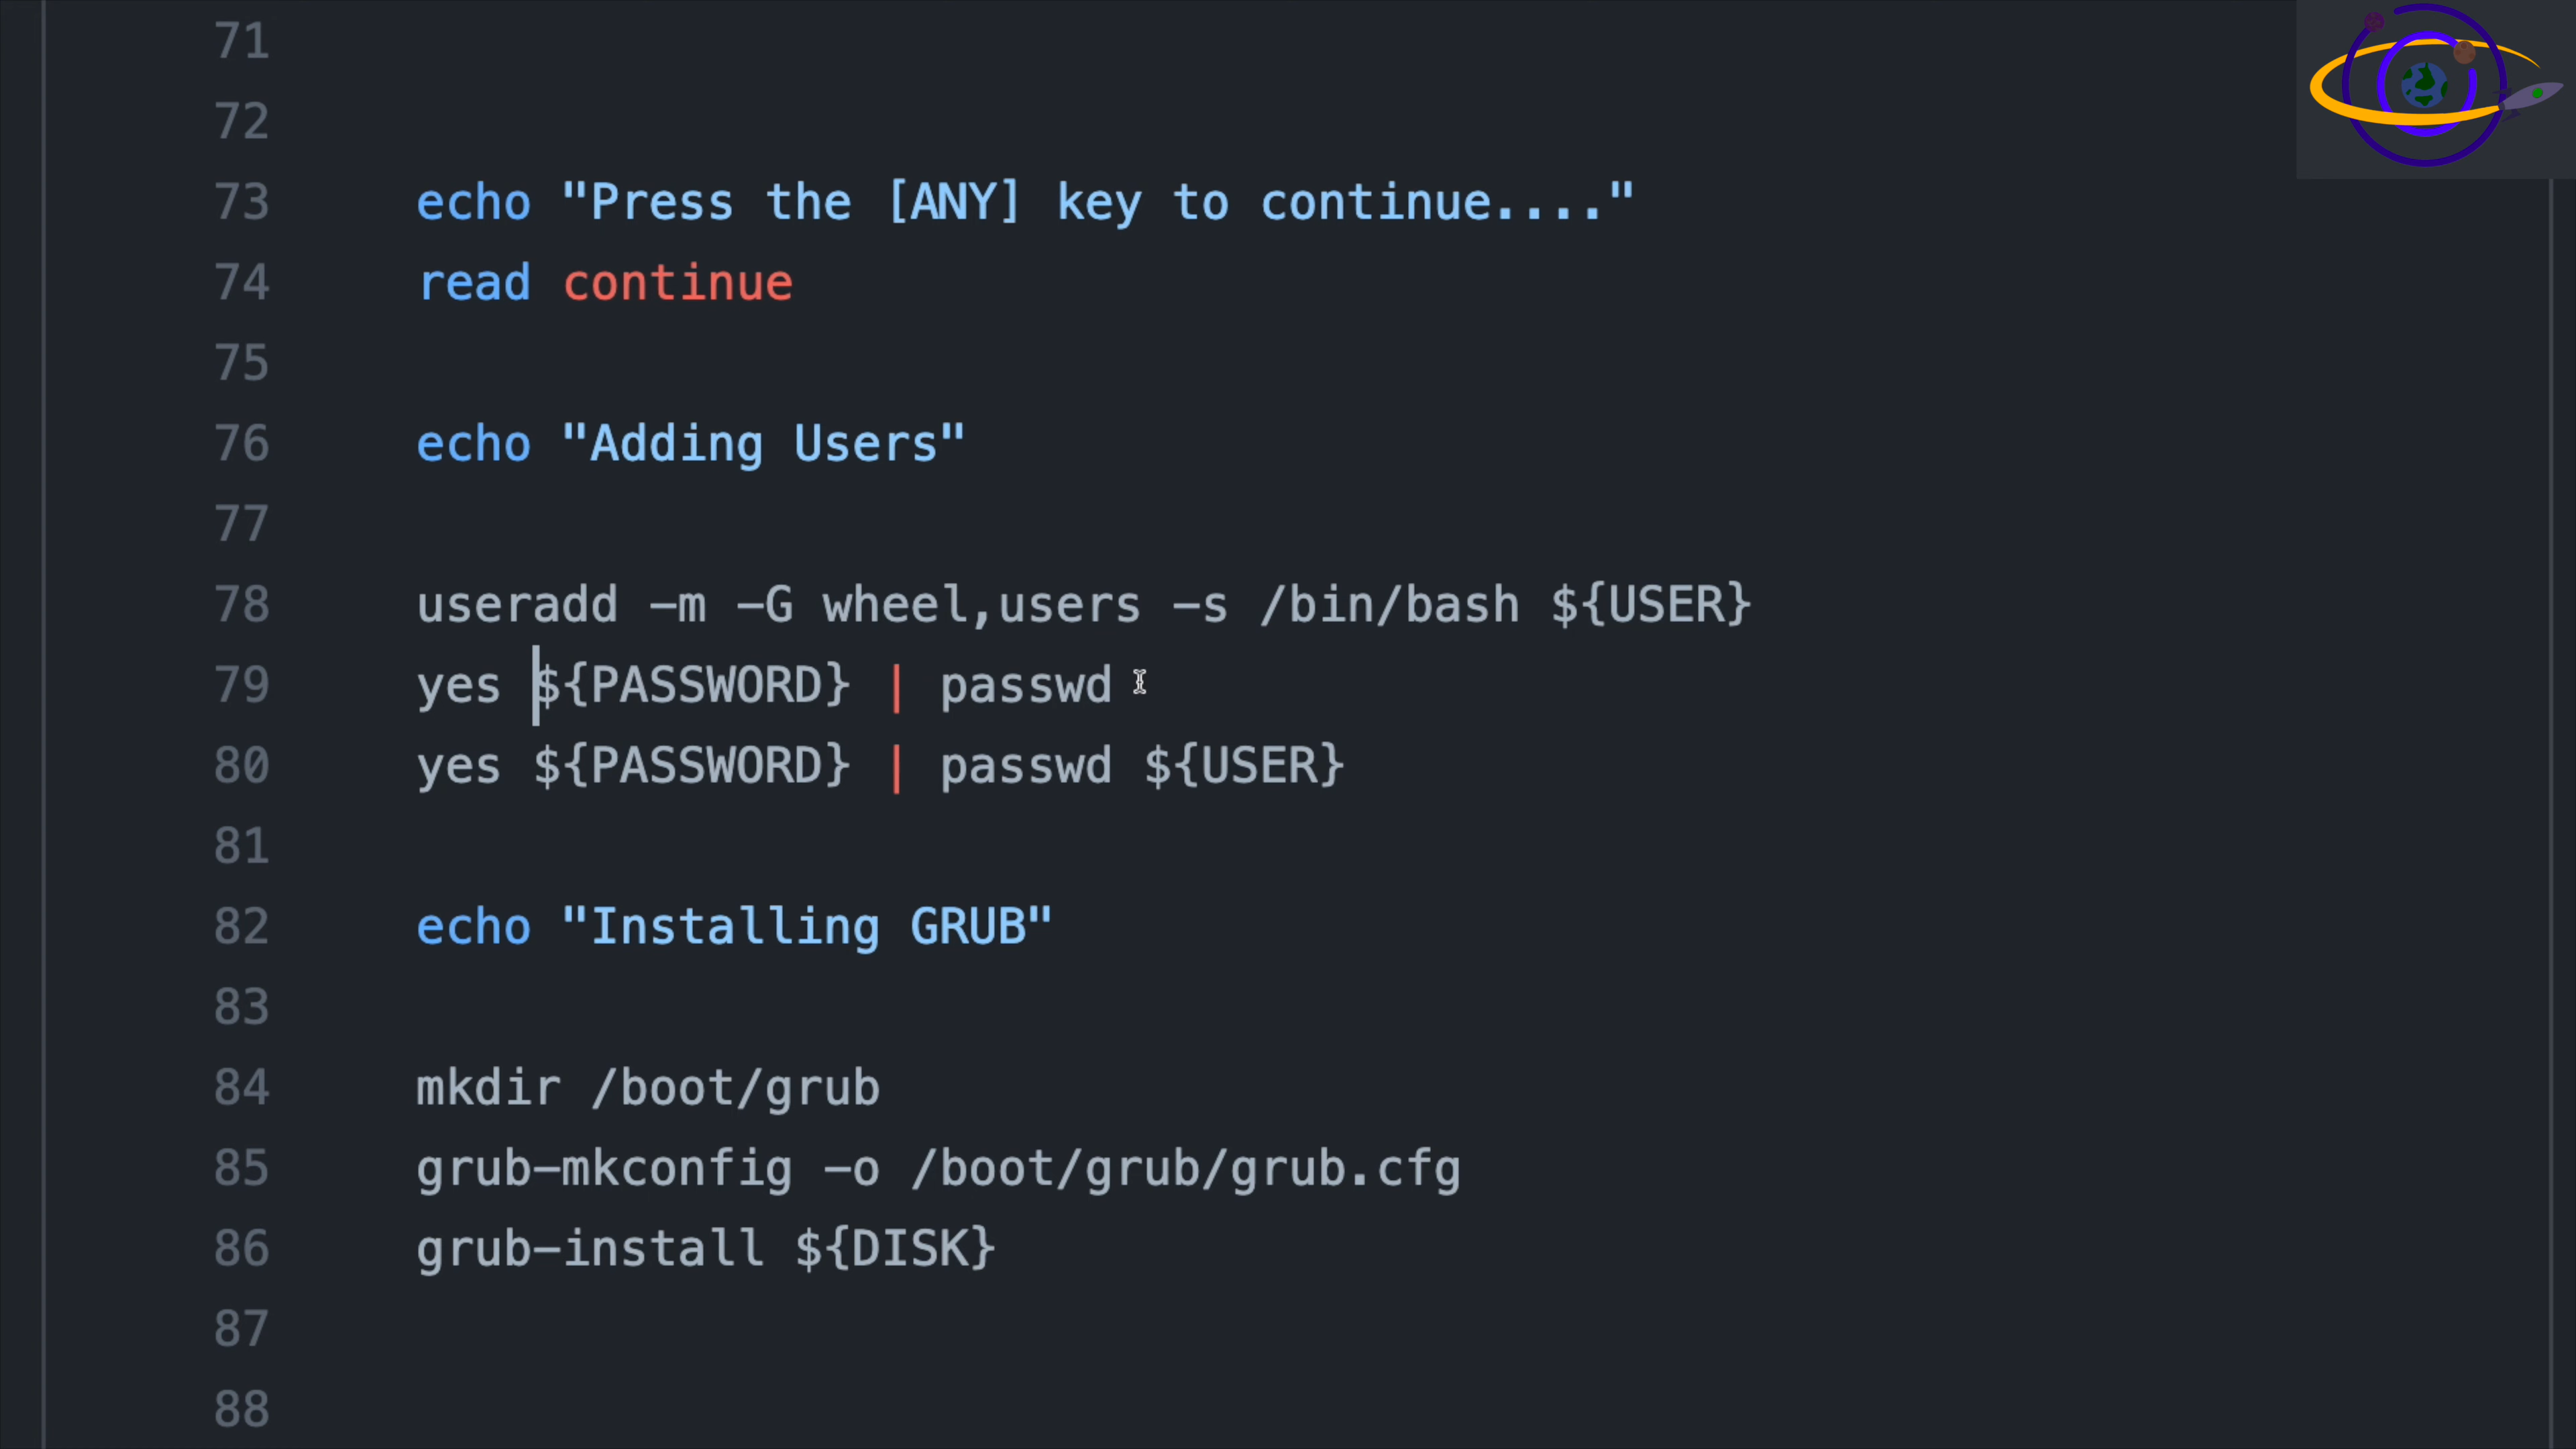 71
72
73 echo "Press the [ANY] key to continue...."
74 read continue
75
76 echo "Adding Users"
77
78 useradd -m -G wheel,users -s /bin/bash ${USER}
79 yes ${PASSWORD} | passwd
80 yes ${PASSWORD} | passwd ${USER}
81
82 echo "Installing GRUB"
83
84 mkdir /boot/grub
85 grub-mkconfig -o /boot/grub/grub.cfg
86 grub-install ${DISK}
87
88